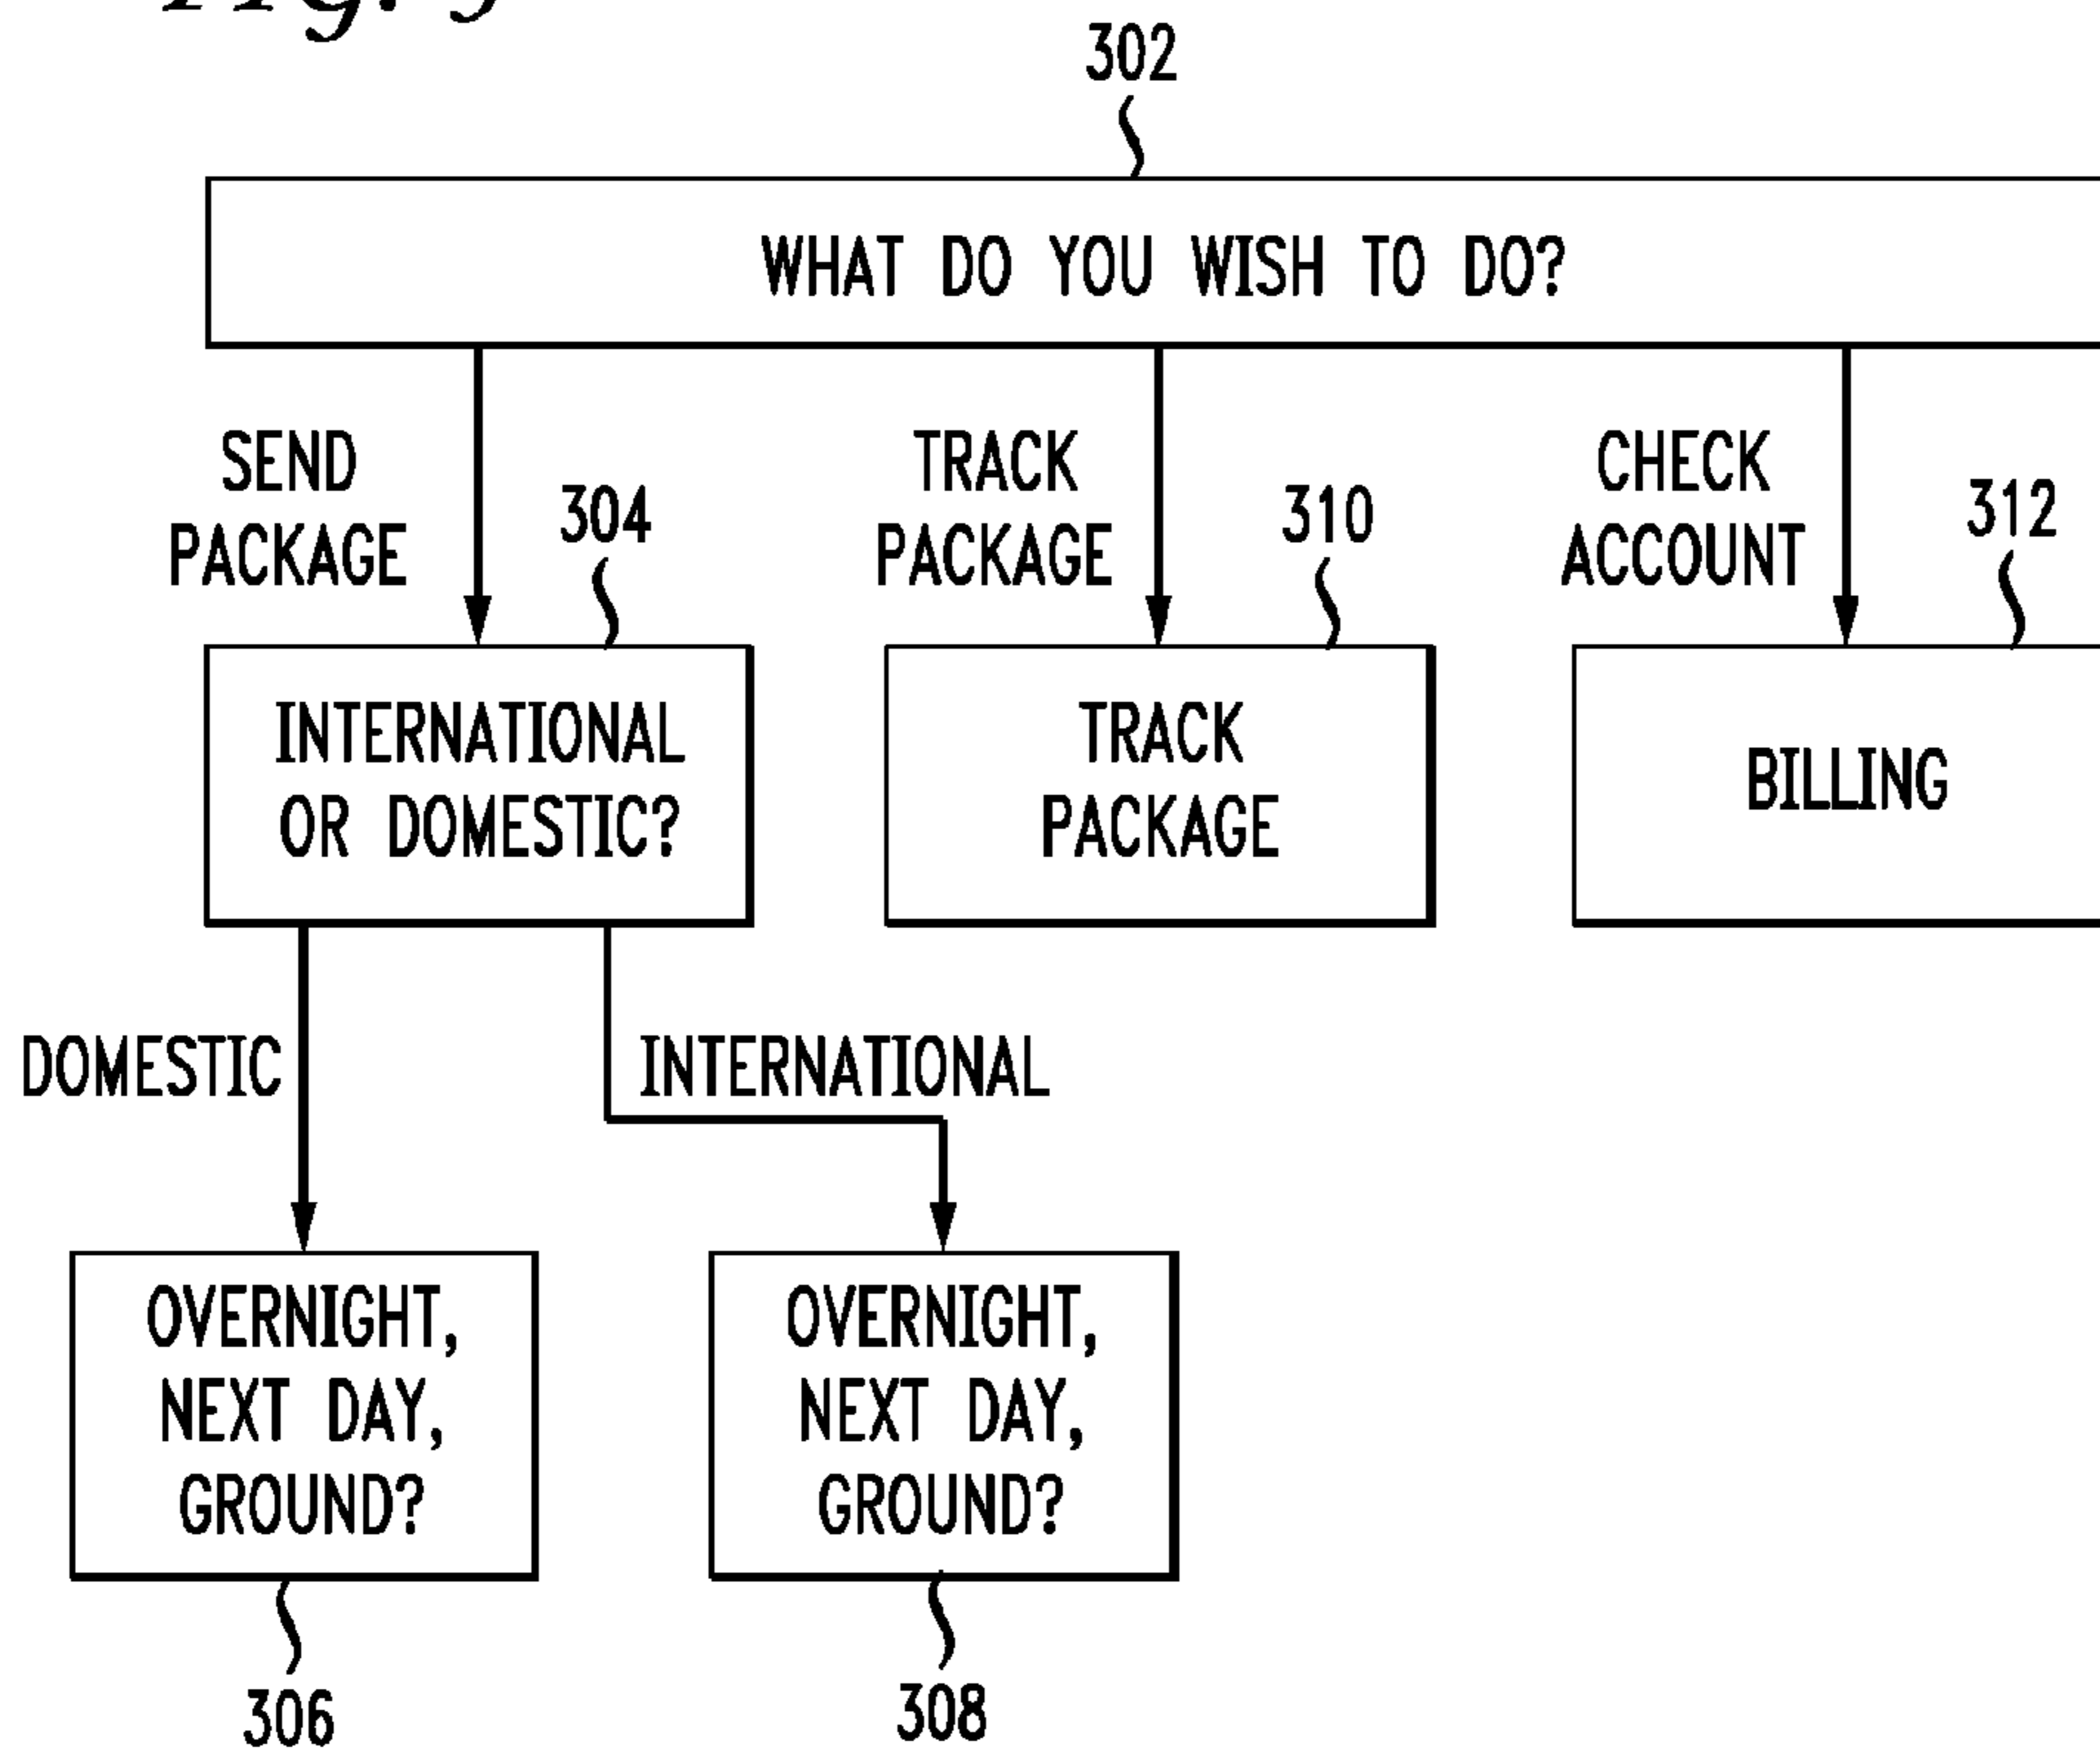 302
WHAT DO YOU WISH TO DO?
SEND
PACKAGE
304
TRACK
PACKAGE
310
CHECK
ACCOUNT
312
INTERNATIONAL
OR DOMESTIC?
TRACK
PACKAGE
BILLING
DOMESTIC
INTERNATIONAL
OVERNIGHT,
NEXT DAY,
GROUND?
OVERNIGHT,
NEXT DAY,
GROUND?
306
308